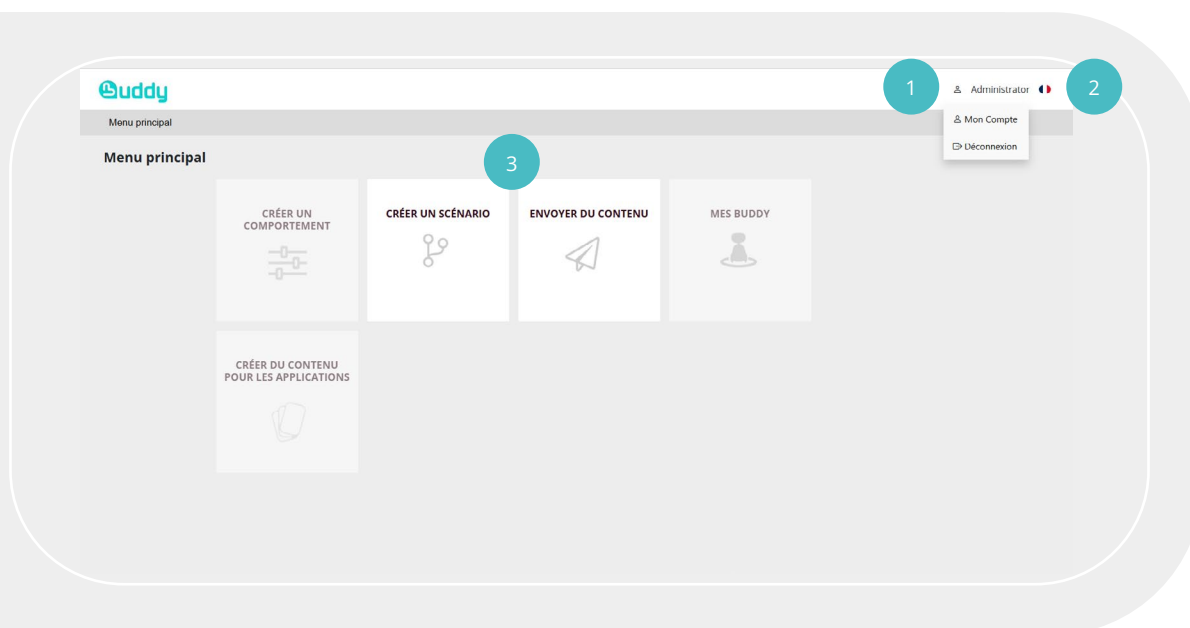 Buddy
1
Administrator
2
Menu principal
Mon Compte
Déconnexion
Menu principal
3
CRÉER UN
COMPORTEMENT
CRÉER UN SCÉNARIO
ENVOYER DU CONTENU
MES BUDDY
CRÉER DU CONTENU
POUR LES APPLICATIONS